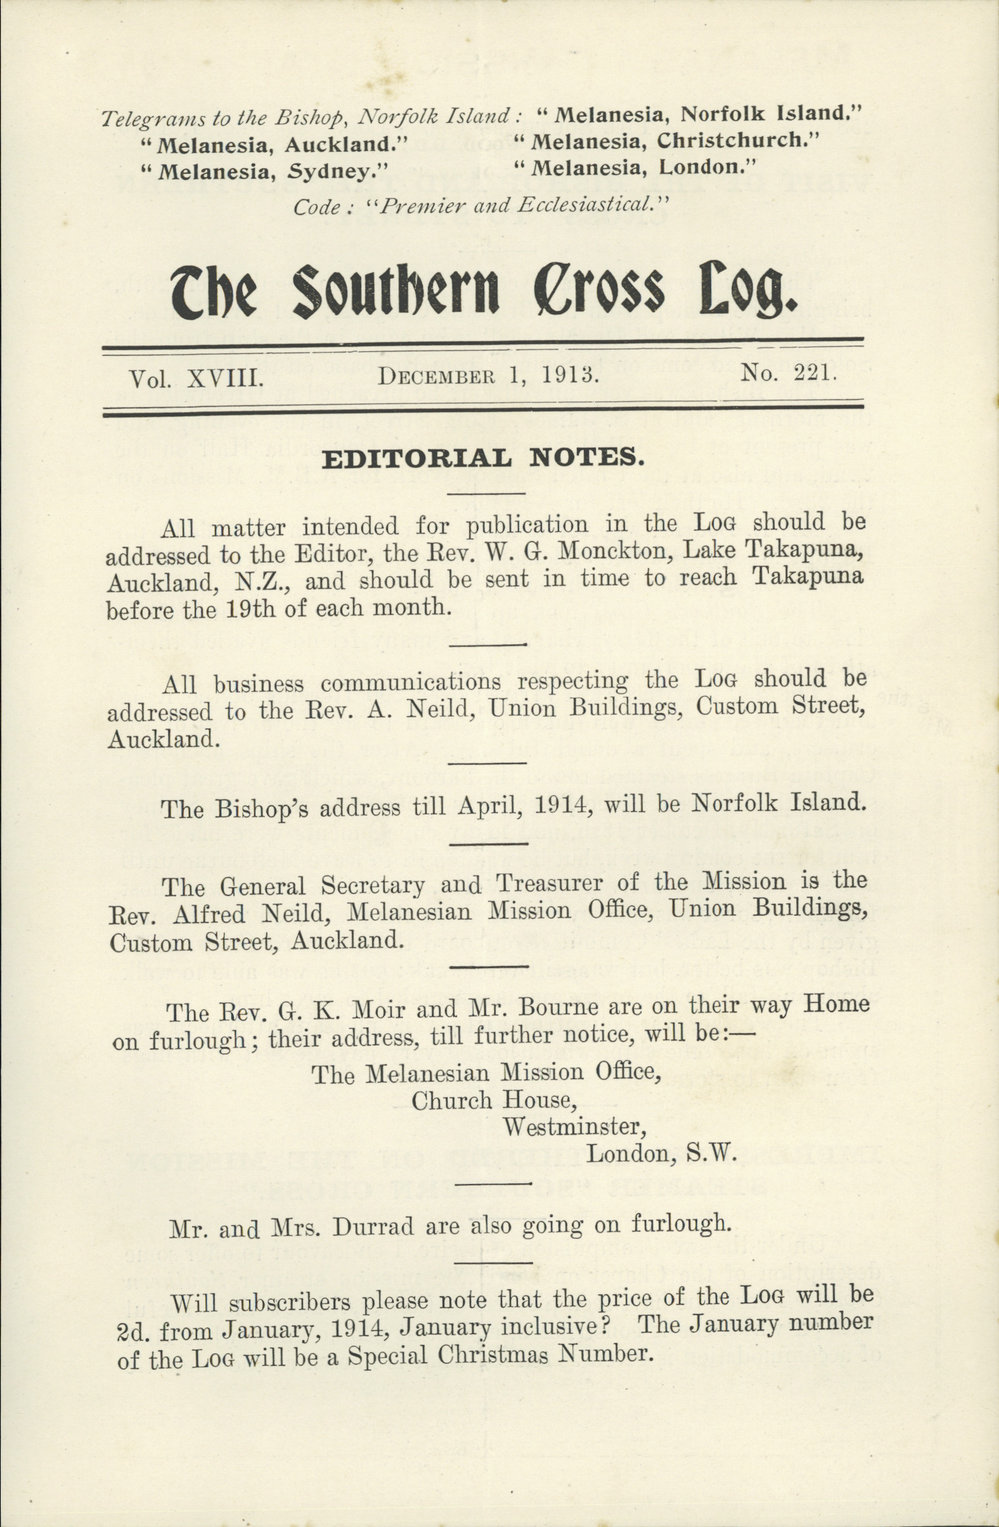 Telegrams to the Bishop, Norfolk Island : " Melanesia, Norfolk Island."
" Melanesia, Auckland." " Melanesia, Christchurch."
" Melanesia, Sydney." " Melanesia, London."
Code : "Premier and Ecclesiastical."
The Southern Cross Log.
Vol. XVIII. DECEMBER 1, 1913. No. 221.
EDITORIAL NOTES.
All matter intended for publication in the LOG should be
addressed to the Editor, the Rev. W. G. Monckton, Lake Takapuna,
Auckland, N.Z., and should be sent in time to reach Takapuna
before the 19th of each month.
All business communications respecting the LOG should be
addressed to the Rev. A. Neild, Union Buildings, Custom Street,
Auckland.
The Bishop's address till April, 1914, will be Norfolk Island.
The General Secretary and Treasurer of the Mission is the
Rev. Alfred Neild, Melanesian Mission Office, Union Buildings,
Custom Street, Auckland.
The Rev. G. K. Moir and Mr. Bourne are on their way Home
on furlough; their address, till further notice, will be:—
The Melanesian Mission Office,
Church House,
Westminster,
London, S.W.
Mr. and Mrs. Durrad are also going on furlough.
Will subscribers please note that the price of the LOG will be
2d. from January, 1914, January inclusive? The January number
of the LOG will be a Special Christmas Number.